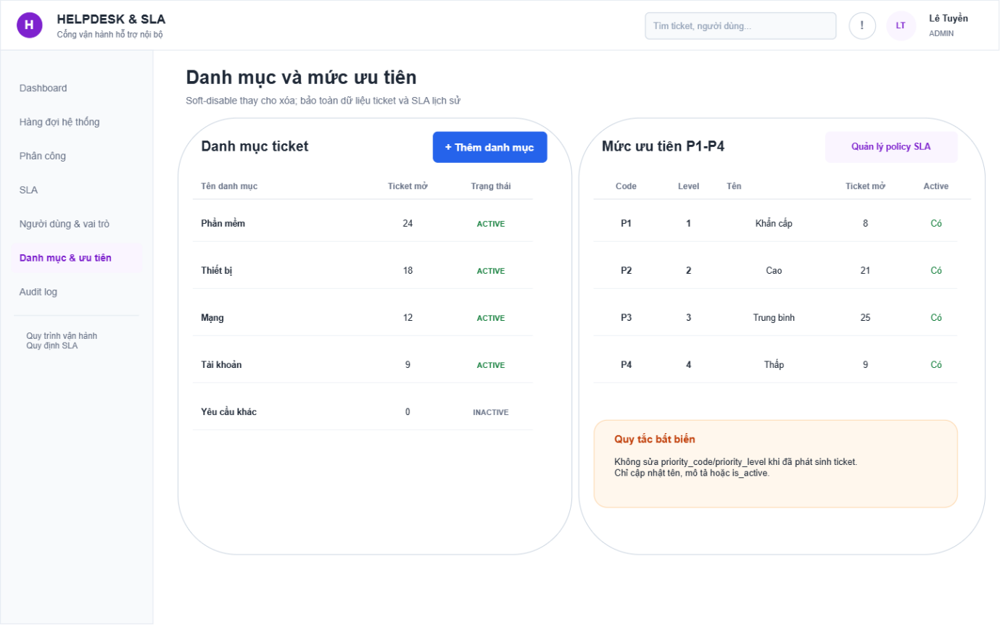 H
HELPDESK & SLA
Cổng vận hành hỗ trợ nội bộ
Tìm ticket, người dùng...
!
LT
Lê Tuyền
ADMIN
Dashboard
Hàng đợi hệ thống
Phân công
SLA
Người dùng & vai trò
Danh mục & ưu tiên
Audit log
Quy trình vận hành
Quy định SLA
Danh mục và mức ưu tiên
Soft-disable thay cho xóa; bảo toàn dữ liệu ticket và SLA lịch sử
Danh mục ticket
+ Thêm danh mục
Tên danh mục Ticket mở Trạng thái
Phần mềm 24 ACTIVE
Thiết bị 18 ACTIVE
Mạng 12 ACTIVE
Tài khoản 9 ACTIVE
Yêu cầu khác 0 INACTIVE
Mức ưu tiên P1-P4
Quản lý policy SLA
Code Level Tên Ticket mở Active
P1 1 Khẩn cấp 8 Có
P2 2 Cao 21 Có
P3 3 Trung bình 25 Có
P4 4 Thấp 9 Có
Quy tắc bất biến
Không sửa priority_code/priority_level khi đã phát sinh ticket.
Chỉ cập nhật tên, mô tả hoặc is_active.